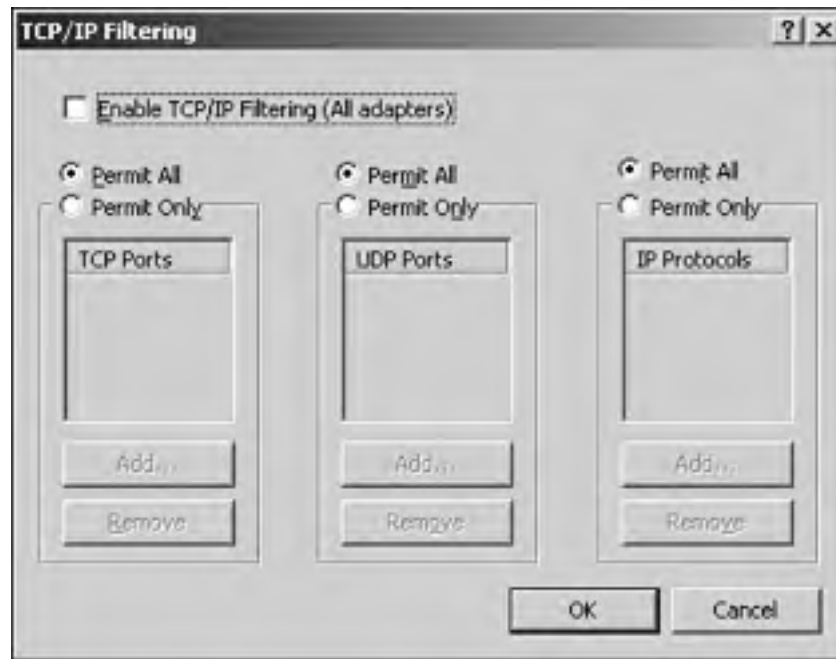 TCP/IP Filtering
Enable TCP/IP Filtering (All adapters)
Permit All
Permit Only
TCP Ports
Add...
Remove
Permit All
Permit Only
UDP Ports
Add...
Remove
Permit All
Permit Only
IP Protocols
Add...
Remove
OK
Cancel